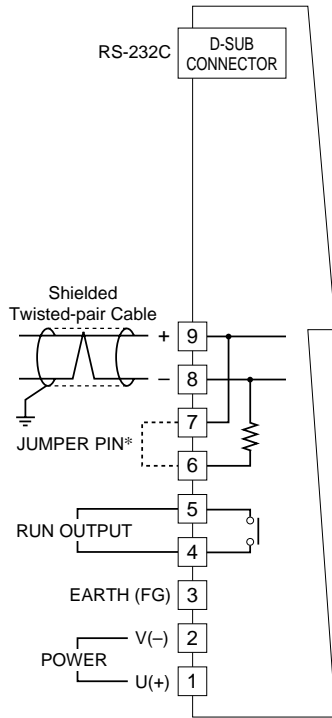 RS-232C
D-SUB
CONNECTOR
Shielded
Twisted-pair Cable
+ 9
– 8
7
JUMPER PIN*
6
5
RUN OUTPUT
4
EARTH (FG) 3
V(–) 2
POWER
U(+) 1